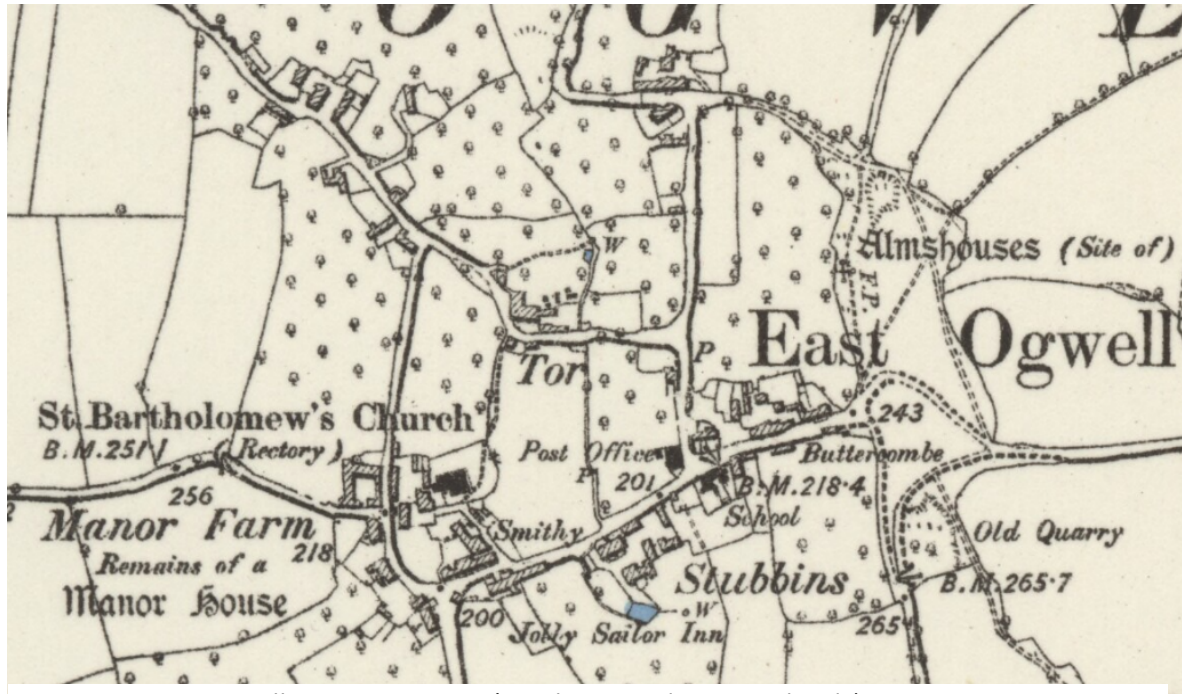 O G W E
W
Almshouses (Site of)
F.P.
East Ogwell
P
Tor
243
St. Bartholomew's Church
B.M.251·1 (Rectory)
Post Office
Buttercombe
P
201
B.M.218·4
256
School
Manor Farm
218
Smithy
Old Quarry
Remains of a
Manor House
Stubbins
B.M.265·7
W
200
Jolly Sailor Inn
265